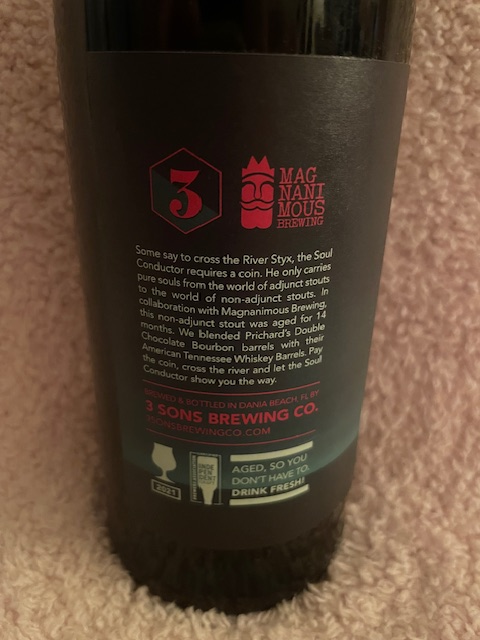 3
MAG
NANI
MOUS
BREWING
Some say to cross the River Styx, the Soul
Conductor requires a coin. He only carries
pure souls from the world of adjunct stouts
to the world of non-adjunct stouts. In
collaboration with Magnanimous Brewing,
this non-adjunct stout was aged for 14
months. We blended Prichard's Double
Chocolate Bourbon barrels with their
American Tennessee Whiskey Barrels. Pay
the coin, cross the river and let the Soul
Conductor show you the way.
BREWED & BOTTLED IN DANIA BEACH, FL BY
3 SONS BREWING CO.
3SONSBREWINGCO.COM
2021
INDE
PEN
DENT
AGED, SO YOU
DON'T HAVE TO.
DRINK FRESH!